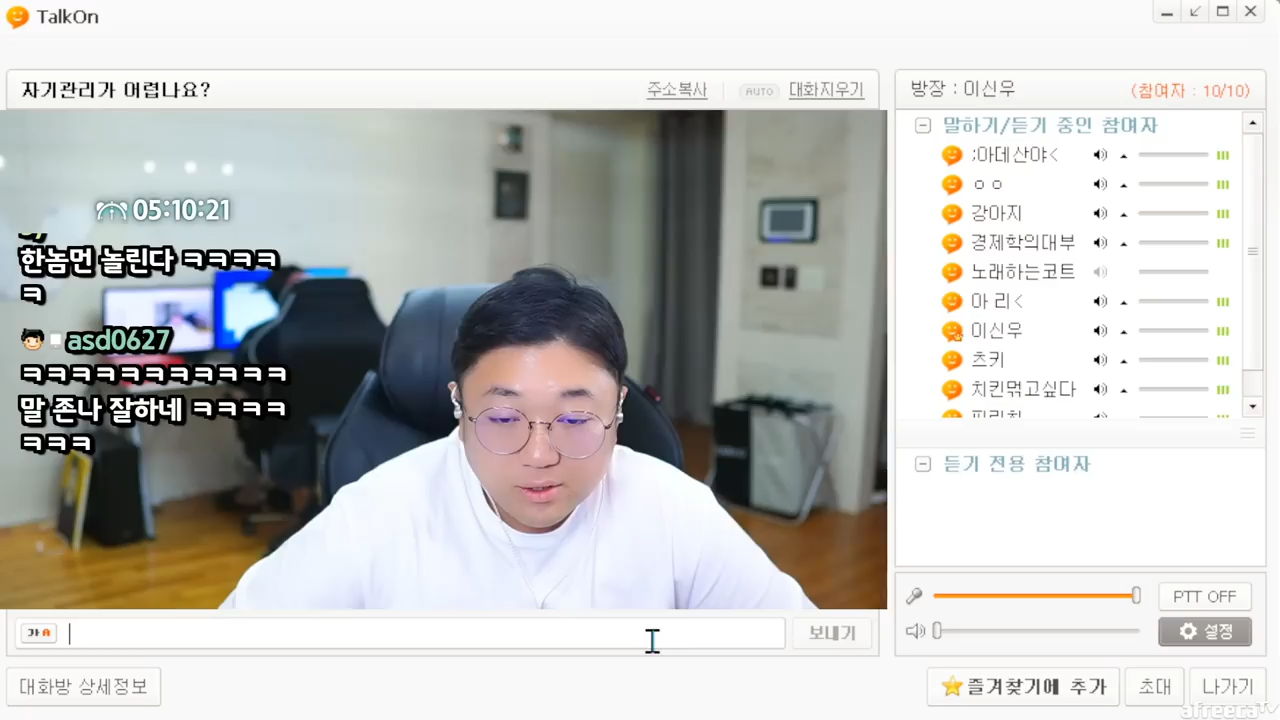 TalkOn
자기관리가 어렵나요?
주소복사
AUTO
대화지우기
방장 : 이신우
(참여자 : 10/10)
말하기/듣기 중인 참여자
;아데산야<
ㅇㅇ
강아지
경제학의대부
노래하는코트
아 리<
이신우
츠키
치킨먺고싶다
05:10:21
한놈먼 놀린다 ㅋㅋㅋㅋ
ㅋ
asd0627
ㅋㅋㅋㅋㅋㅋㅋㅋㅋㅋㅋ
말 존나 잘하네 ㅋㅋㅋㅋ
ㅋㅋㅋ
듣기 전용 참여자
PTT OFF
설정
가A
보내기
대화방 상세정보
즐겨찾기에 추가
초대
나가기
afreecaTV